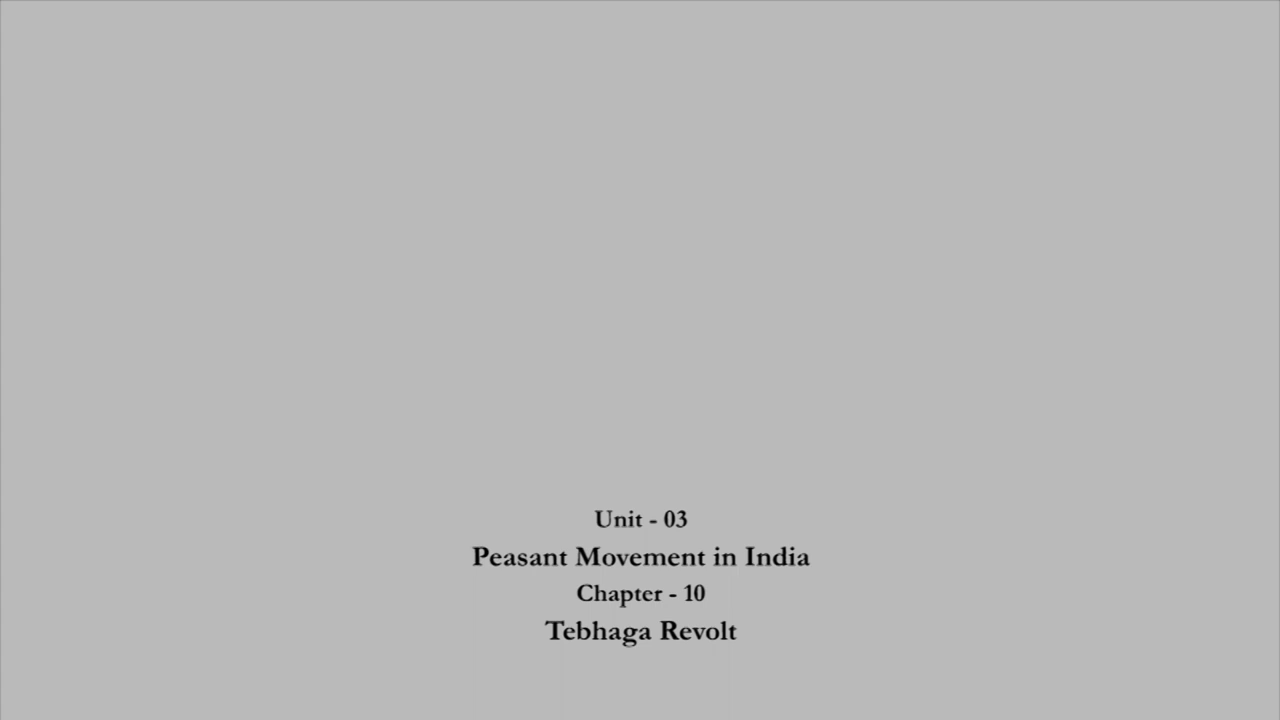 Unit - 03
Peasant Movement in India
Chapter - 10
Tebhaga Revolt